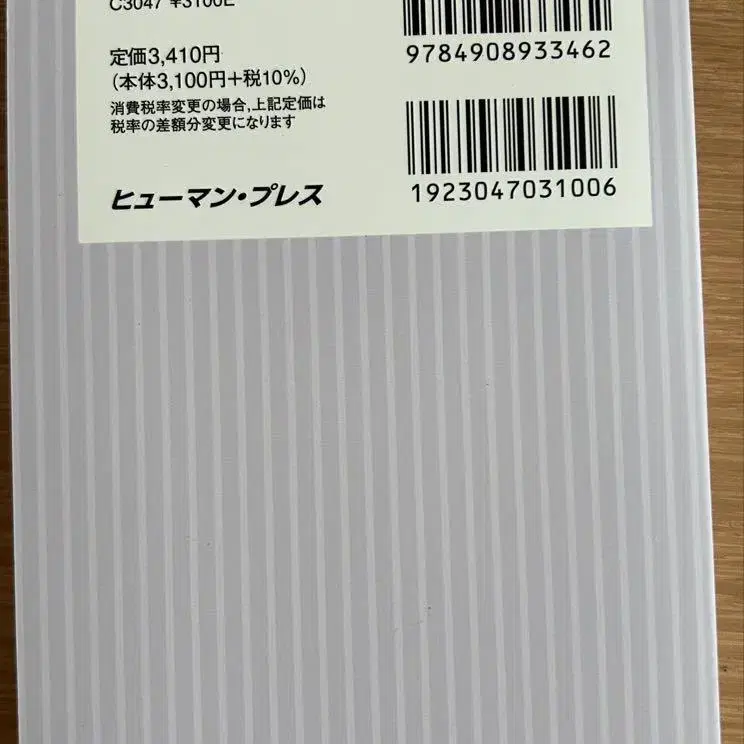 C3047 ¥3100E
9784908933462
定価3,410円
(本体3,100円+税10%)
消費税率変更の場合,上記定価は
税率の差額分変更になります
1923047031006
ヒューマン・プレス